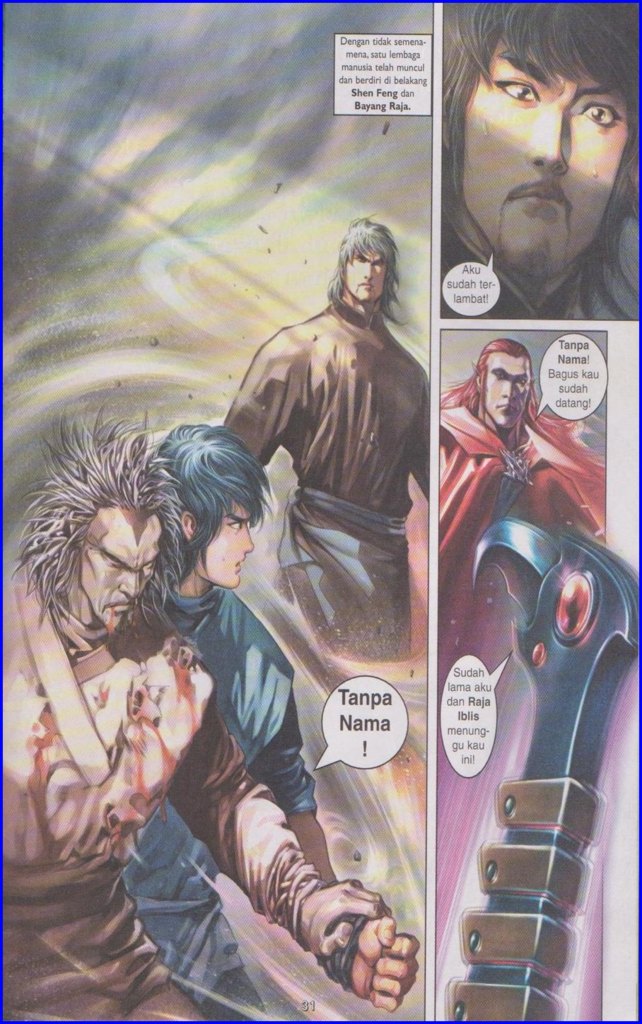 Dengan tidak semena-
mena, satu lembaga
manusia telah muncul
dan berdiri di belakang
Shen Feng dan
Bayang Raja.
Tanpa
Nama
!
Aku
sudah ter-
lambat!
Tanpa
Nama!
Bagus kau
sudah
datang!
Sudah
lama aku
dan Raja
Iblis
menung-
gu kau
ini!
31